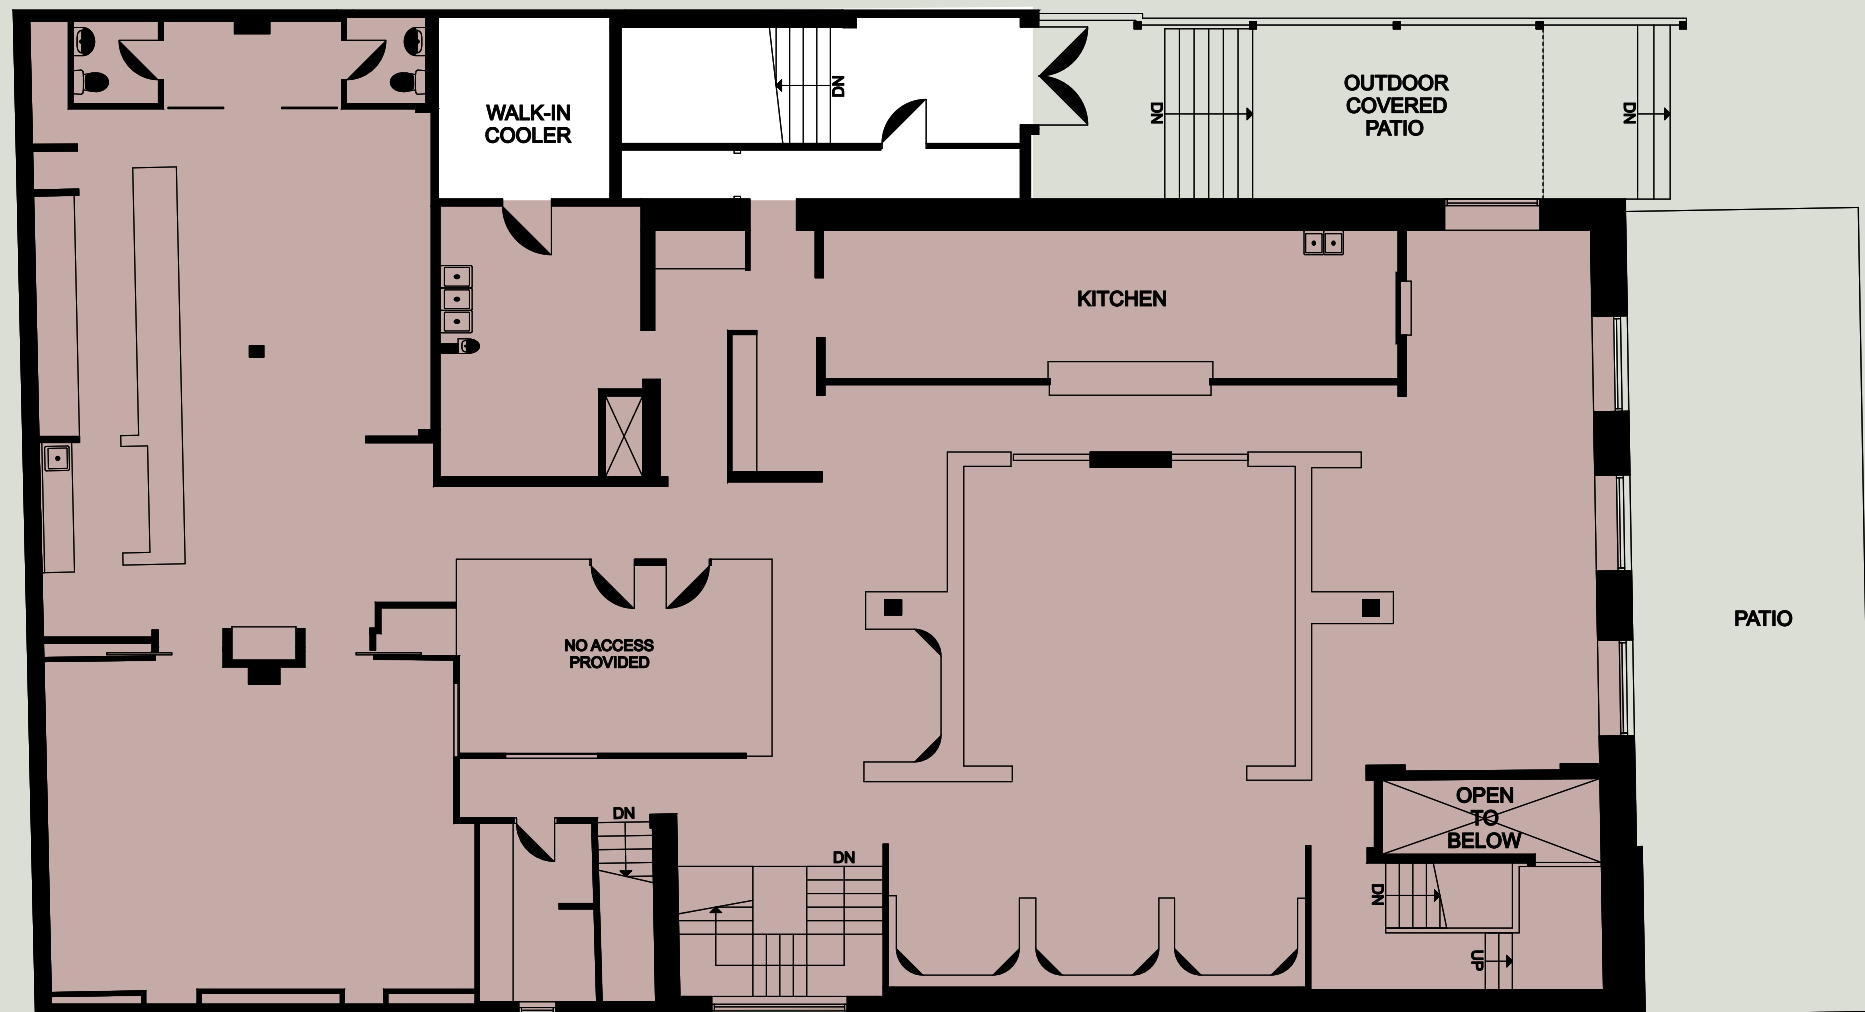 WALK-IN
COOLER
DN
DN
OUTDOOR
COVERED
PATIO
DN
KITCHEN
NO ACCESS
PROVIDED
PATIO
OPEN
TO
BELOW
DN
DN
DN
UP